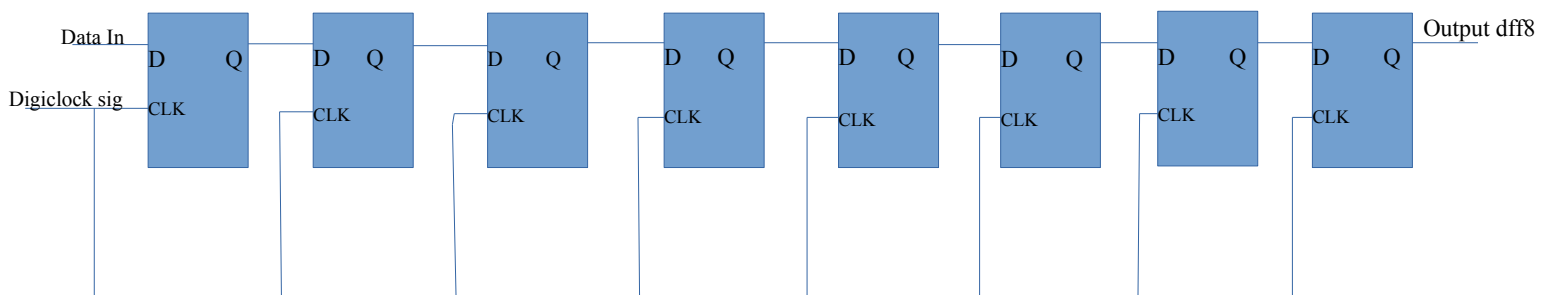 Data In
D Q
D Q
D Q
D Q
D Q
D Q
D Q
D Q
Output dff8
Digiclock sig
CLK
CLK
CLK
CLK
CLK
CLK
CLK
CLK